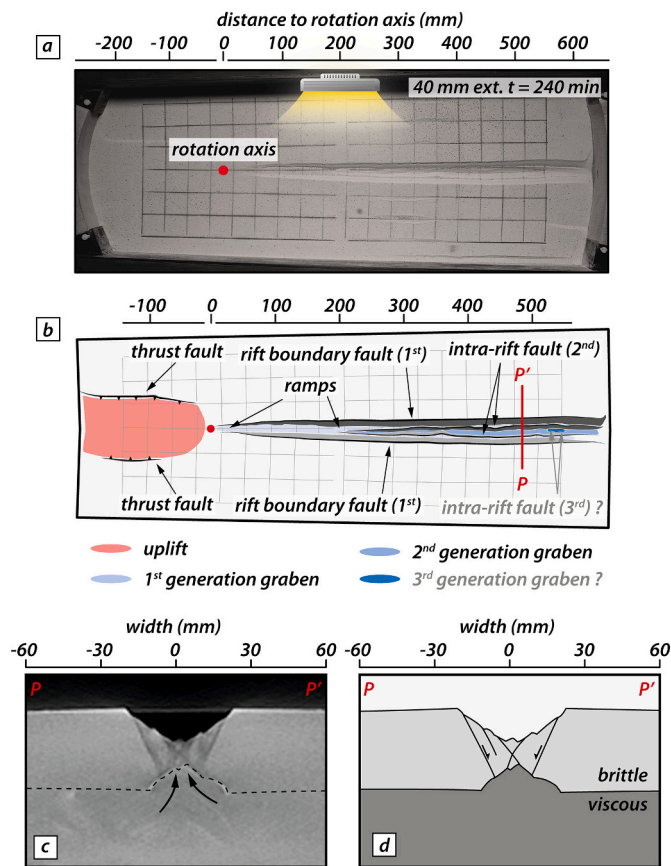 distance to rotation axis (mm)
a
-200 -100 0 100 200 300 400 500 600
40 mm ext. t = 240 min
rotation axis
b
-100 0 100 200 300 400 500
thrust fault
rift boundary fault (1st)
intra-rift fault (2nd)
ramps
P'
P
thrust fault
rift boundary fault (1st)
intra-rift fault (3rd) ?
uplift
2nd generation graben
1st generation graben
3rd generation graben ?
width (mm)
-60 -30 0 30 60
P P'
c
width (mm)
-60 -30 0 30 60
P P'
brittle
viscous
d